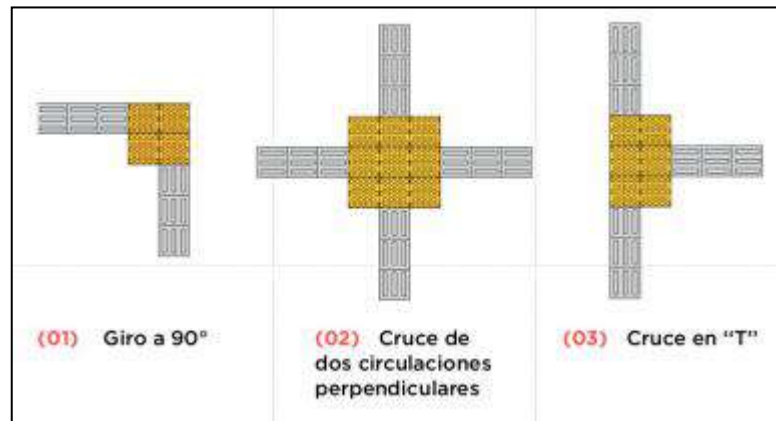 (01) Giro a 90°
(02) Cruce de
dos circulaciones
perpendiculares
(03) Cruce en “T”